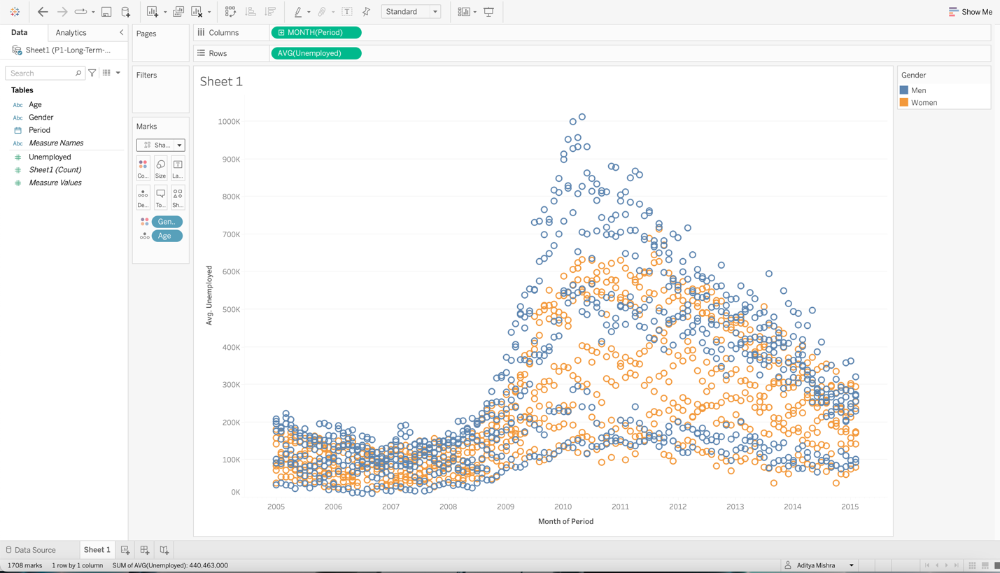 Standard
Show Me
Data
Analytics
Sheet1 (P1-Long-Term-...
Search
Tables
Abc Age
Abc Gender
Period
Abc Measure Names
Unemployed
Sheet1 (Count)
Measure Values
Pages
Filters
Marks
Sha...
Co... Size La...
De... To... Sh...
Gen..
Age
Columns MONTH(Period)
Rows AVG(Unemployed)
Sheet 1
1000K
900K
800K
700K
600K
500K
400K
300K
200K
100K
0K
Avg. Unemployed
2005 2006 2007 2008 2009 2010 2011 2012 2013 2014 2015
Month of Period
Gender
Men
Women
Data Source Sheet 1
1708 marks 1 row by 1 column SUM of AVG(Unemployed): 440,463,000 Aditya Mishra